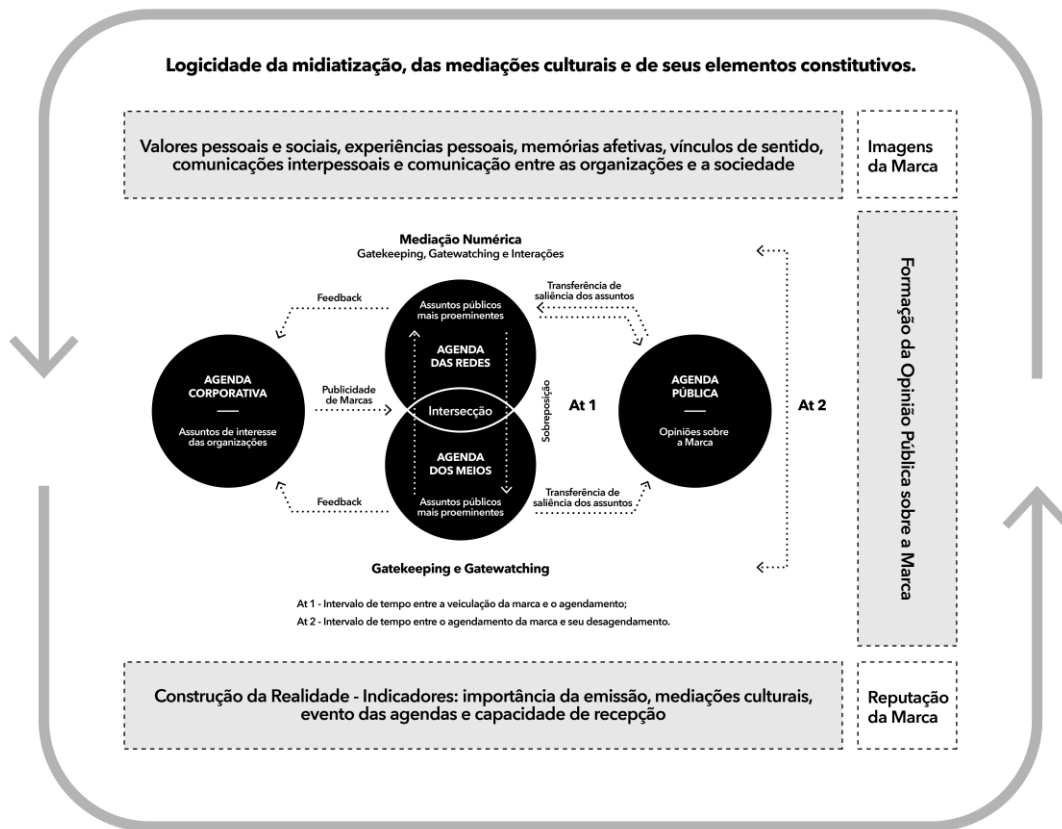 Logicidade da midiatização, das mediações culturais e de seus elementos constitutivos.
Valores pessoais e sociais, experiências pessoais, memórias afetivas, vínculos de sentido,
comunicações interpessoais e comunicação entre as organizações e a sociedade
Imagens
da Marca
Mediação Numérica
Gatekeeping, Gatewatching e Interações
Feedback
Assuntos públicos
mais proeminentes
Transferência de
saliência dos assuntos
AGENDA
DAS REDES
AGENDA
CORPORATIVA
Assuntos de interesse
das organizações
Publicidade
de Marcas
Intersecção
Sobreposição
At 1
AGENDA
PÚBLICA
Opiniões sobre
a Marca
At 2
Formação da Opinião Pública sobre a Marca
AGENDA
DOS MEIOS
Feedback
Assuntos públicos
mais proeminentes
Transferência de
saliência dos assuntos
Gatekeeping e Gatewatching
At 1 - Intervalo de tempo entre a veiculação da marca e o agendamento;
At 2 - Intervalo de tempo entre o agendamento da marca e seu desagendamento.
Construção da Realidade - Indicadores: importância da emissão, mediações culturais,
evento das agendas e capacidade de recepção
Reputação
da Marca